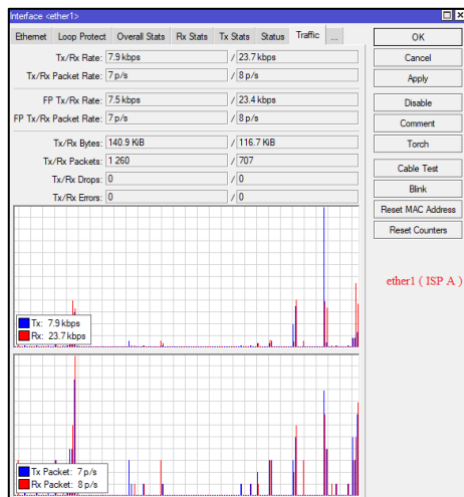 Interface <ether1>
Ethernet Loop Protect Overall Stats Rx Stats Tx Stats Status Traffic ...
OK
Cancel
Apply
Disable
Comment
Torch
Cable Test
Blink
Reset MAC Address
Reset Counters
Tx/Rx Rate: 7.9 kbps / 23.7 kbps
Tx/Rx Packet Rate: 7 p/s / 8 p/s
FP Tx/Rx Rate: 7.5 kbps / 23.4 kbps
FP Tx/Rx Packet Rate: 7 p/s / 8 p/s
Tx/Rx Bytes: 140.9 KiB / 116.7 KiB
Tx/Rx Packets: 1 260 / 707
Tx/Rx Drops: 0 / 0
Tx/Rx Errors: 0 / 0
ether1 ( ISP A )
Tx: 7.9 kbps
Rx: 23.7 kbps
Tx Packet: 7 p/s
Rx Packet: 8 p/s